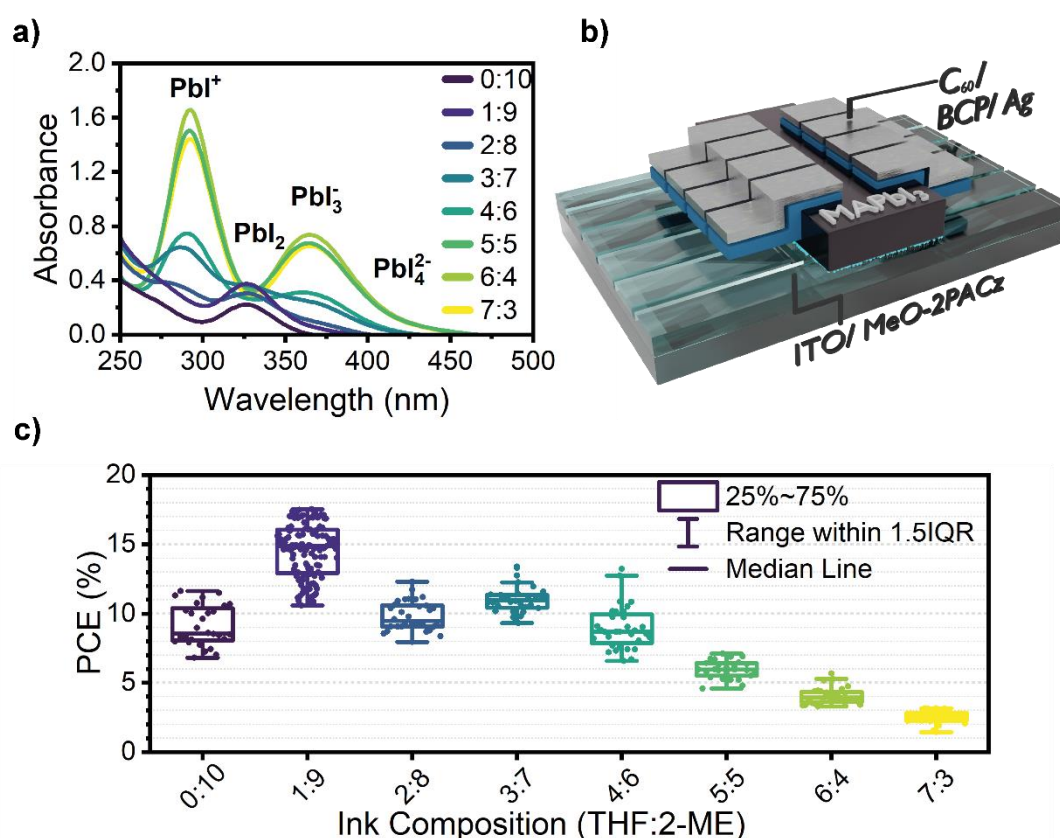 a)
2.0
1.6
1.2
0.8
0.4
0.0
Absorbance
PbI⁺
PbI₂
PbI₃⁻
PbI₄²⁻
0:10
1:9
2:8
3:7
4:6
5:5
6:4
7:3
250 300 350 400 450 500
Wavelength (nm)
b)
C₆₀/
BCP/ Ag
MAPbI₃
ITO/ MeO-2PACz
c)
20
15
10
5
0
PCE (%)
25%~75%
Range within 1.5IQR
Median Line
0:10 1:9 2:8 3:7 4:6 5:5 6:4 7:3
Ink Composition (THF:2-ME)